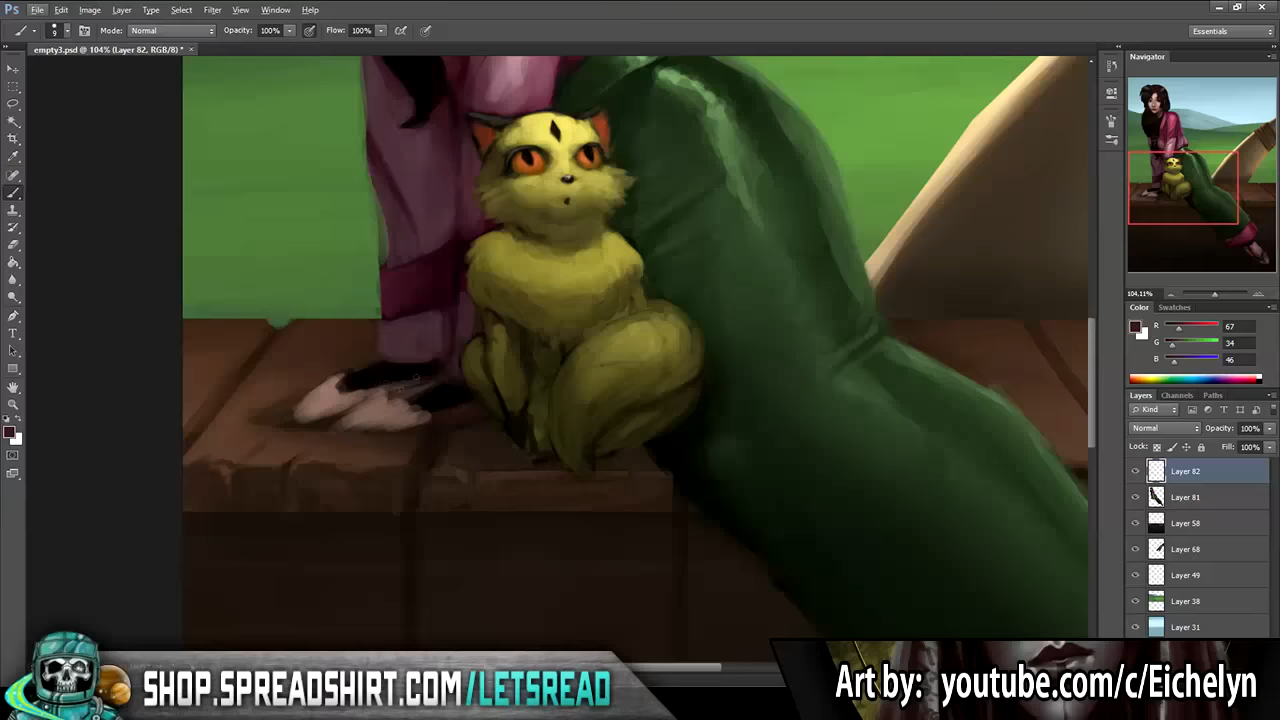 Ps File Edit Image Layer Type Select Filter View Window Help
9 Mode: Normal Opacity: 100% Flow: 100% Essentials
empty3.psd @ 104% (Layer 82, RGB/8) * ×
Navigator
104.11%
Color Swatches
R 67
G 34
B 46
Layers Channels Paths
Kind
Normal Opacity: 100%
Lock: Fill: 100%
Layer 82
Layer 81
Layer 58
Layer 68
Layer 49
Layer 38
Layer 31
SHOP.SPREADSHIRT.COM/LETSREAD
Art by: youtube.com/c/Eichelyn